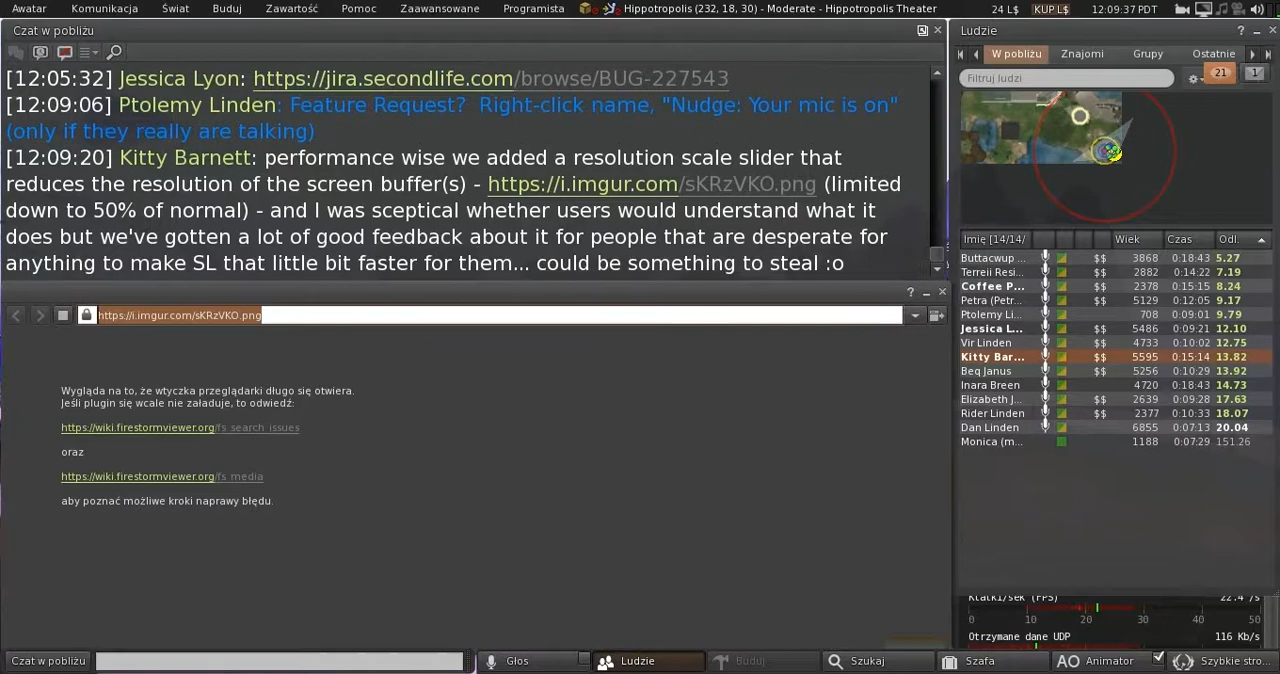 Awatar Komunikacja Świat Buduj Zawartość Pomoc Zaawansowane Programista Hippotropolis (232, 18, 30) - Moderate - Hippotropolis Theater 24 L$ KUP L$ 12:09:37 PDT
Czat w pobliżu
[12:05:32] Jessica Lyon: https://jira.secondlife.com/browse/BUG-227543
[12:09:06] Ptolemy Linden: Feature Request?  Right-click name, "Nudge: Your mic is on"
(only if they really are talking)
[12:09:20] Kitty Barnett: performance wise we added a resolution scale slider that
reduces the resolution of the screen buffer(s) - https://i.imgur.com/sKRzVKO.png (limited
down to 50% of normal) - and I was sceptical whether users would understand what it
does but we've gotten a lot of good feedback about it for people that are desperate for
anything to make SL that little bit faster for them... could be something to steal :o
https://i.imgur.com/sKRzVKO.png
Wygląda na to, że wtyczka przeglądarki długo się otwiera.
Jeśli plugin się wcale nie załaduje, to odwiedź:
https://wiki.firestormviewer.org/fs_search_issues
oraz
https://wiki.firestormviewer.org/fs_media
aby poznać możliwe kroki naprawy błędu.
Ludzie
W pobliżu Znajomi Grupy Ostatnie
Filtruj ludzi 21 1
Imię [14/14/ Wiek Czas Odl.
Buttacwup ... $$ 3868 0:18:43 5.27
Terreii Resi... 2882 0:14:22 7.19
Coffee P... $$ 2378 0:15:15 8.24
Petra (Petr... $$ 5129 0:12:05 9.17
Ptolemy Li... 708 0:09:01 9.79
Jessica L... $$ 5486 0:09:21 12.10
Vir Linden $$ 4733 0:10:02 12.75
Kitty Bar... $$ 5595 0:15:14 13.82
Beq Janus $$ 5256 0:10:29 13.92
Inara Breen 4720 0:18:43 14.73
Elizabeth J... $$ 2639 0:09:28 17.63
Rider Linden $$ 2377 0:10:33 18.07
Dan Linden 6855 0:07:13 20.04
Monica (m... 1188 0:07:29 151.26
Klatki/sek (FPS) 22.4 /s
0 10 20 30 40 50
Otrzymane dane UDP 116 Kb/s
Czat w pobliżu Głos Ludzie Buduj Szukaj Szafa AO Animator Szybkie stro...